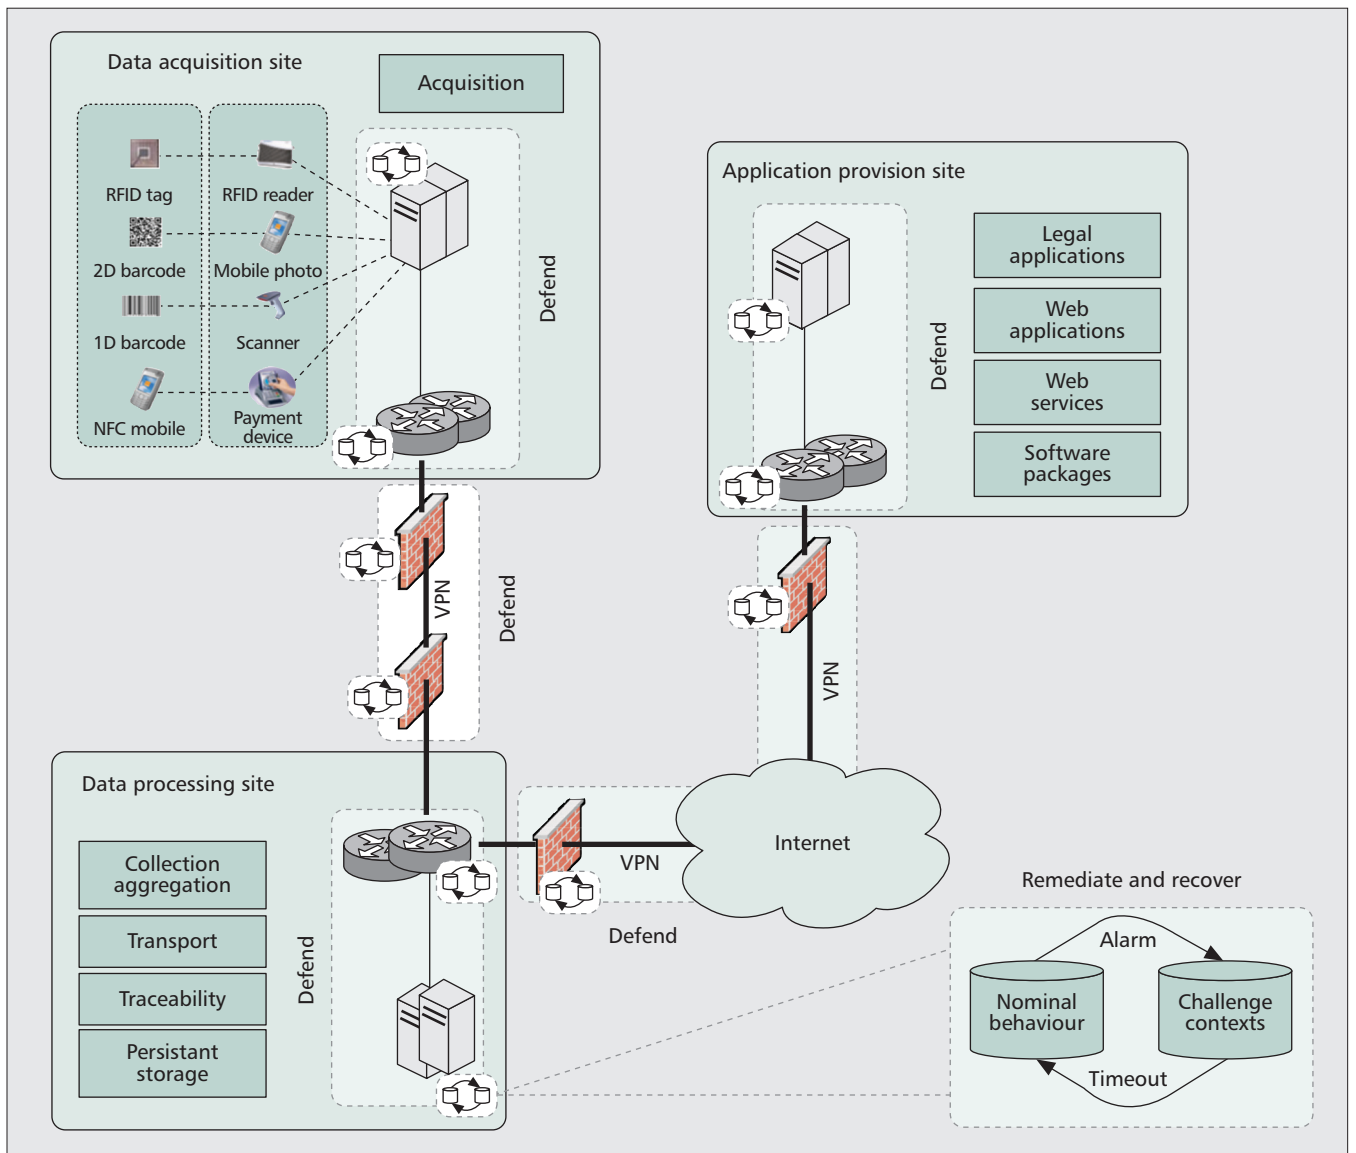 Data acquisition site
Acquisition
RFID tag
RFID reader
2D barcode
Mobile photo
1D barcode
Scanner
NFC mobile
Payment
device
Defend
Application provision site
Legal
applications
Web
applications
Web
services
Software
packages
Defend
VPN
Defend
VPN
Data processing site
Collection
aggregation
Transport
Traceability
Persistant
storage
Defend
VPN
Defend
Internet
Remediate and recover
Alarm
Nominal
behaviour
Challenge
contexts
Timeout